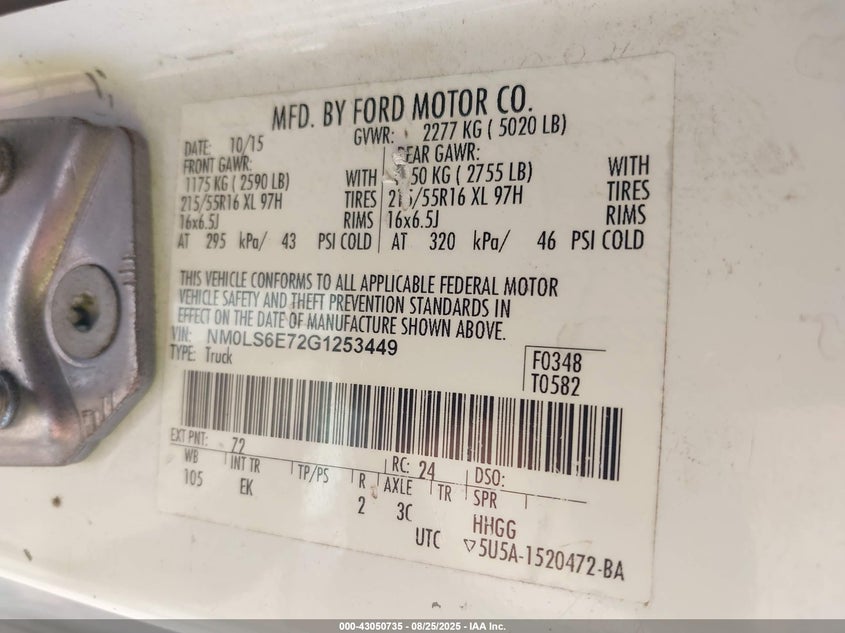 MFD. BY FORD MOTOR CO.
DATE: 10/15 GVWR: 2277 KG ( 5020 LB)
FRONT GAWR: REAR GAWR:
1175 KG ( 2590 LB) WITH 50 KG ( 2755 LB) WITH
215/55R16 XL 97H TIRES 215/55R16 XL 97H TIRES
16x6.5J RIMS 16x6.5J RIMS
AT 295 kPa/ 43 PSI COLD AT 320 kPa/ 46 PSI COLD
THIS VEHICLE CONFORMS TO ALL APPLICABLE FEDERAL MOTOR
VEHICLE SAFETY AND THEFT PREVENTION STANDARDS IN
EFFECT ON THE DATE OF MANUFACTURE SHOWN ABOVE.
VIN: NM0LS6E72G1253449
TYPE: Truck
F0348
T0582
EXT PNT: 72 RC: 24 DSO:
WB INT TR TP/PS R AXLE TR SPR
105 EK 2 3C HHGG
UTC ▽5U5A-1520472-BA
000-43050735 - 08/25/2025 - IAA Inc.